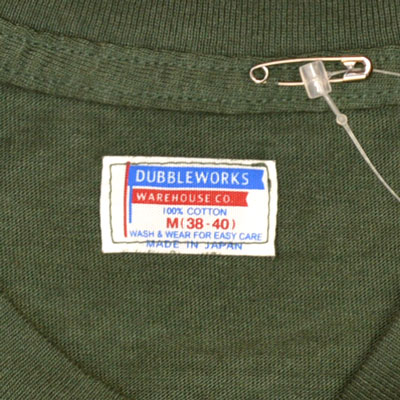 DUBBLEWORKS
WAREHOUSE CO.
100% COTTON
M(38-40)
WASH & WEAR FOR EASY CARE
MADE IN JAPAN